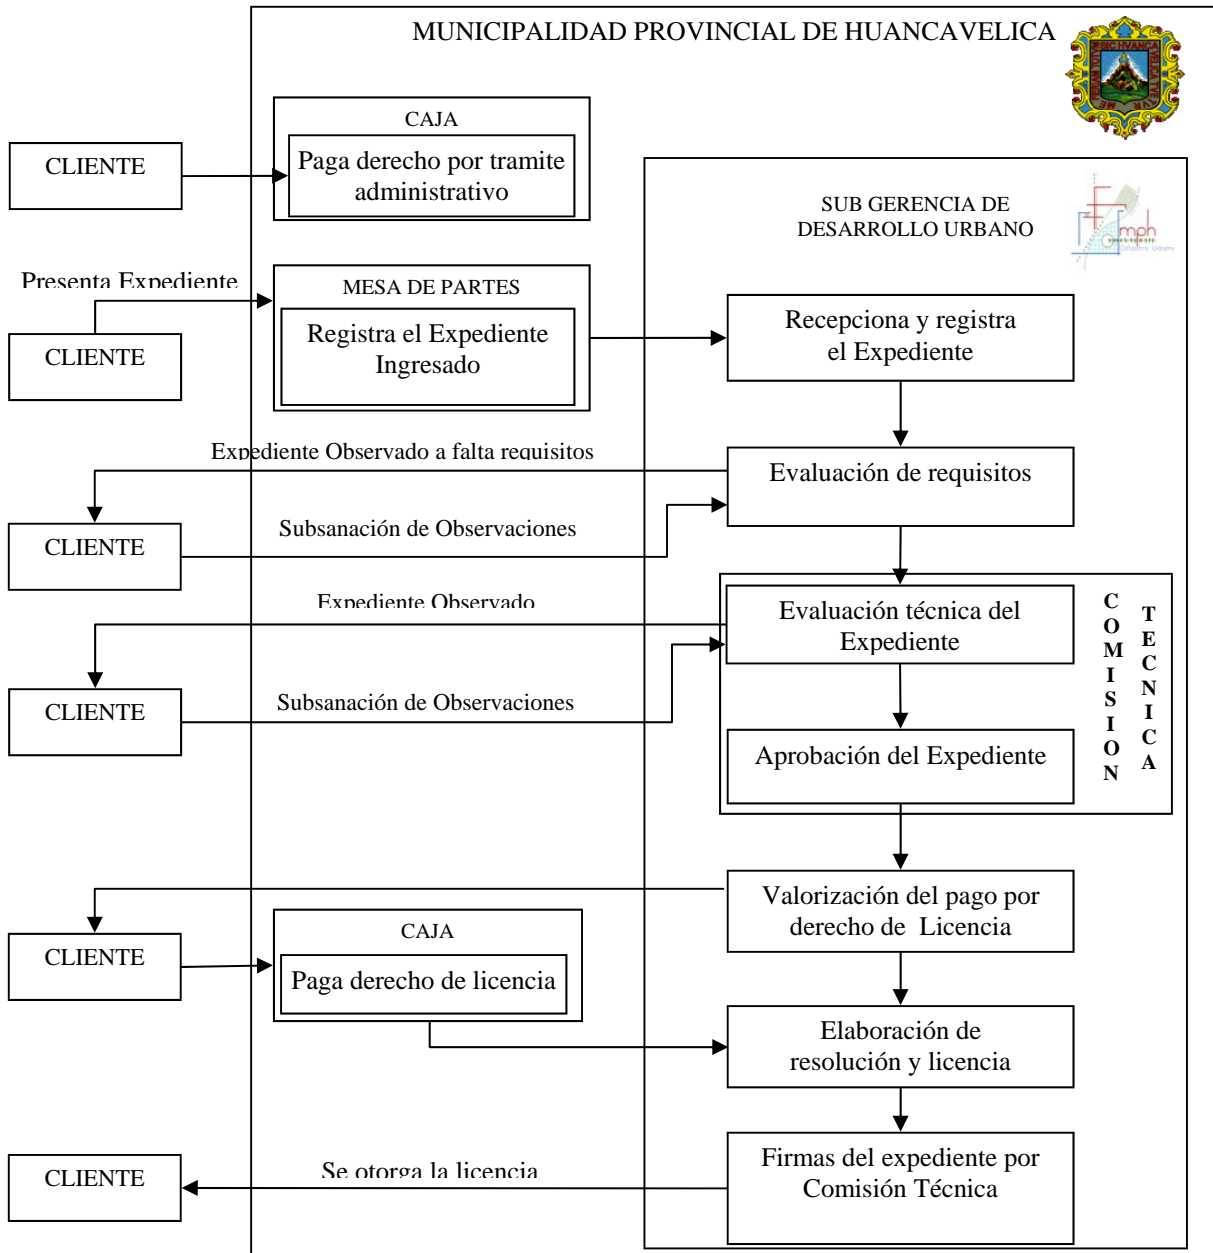 MUNICIPALIDAD PROVINCIAL DE HUANCAVELICA
CAJA
CLIENTE
Paga derecho por tramite
administrativo
SUB GERENCIA DE
DESARROLLO URBANO
mph
Catastro Urbano
Presenta Expediente
MESA DE PARTES
CLIENTE
Registra el Expediente
Ingresado
Recepciona y registra
el Expediente
Expediente Observado a falta requisitos
Evaluación de requisitos
CLIENTE
Subsanación de Observaciones
Expediente Observado
Evaluación técnica del
Expediente
COMISION
TECNICA
CLIENTE
Subsanación de Observaciones
Aprobación del Expediente
Valorización del pago por
derecho de Licencia
CLIENTE
CAJA
Paga derecho de licencia
Elaboración de
resolución y licencia
CLIENTE
Se otorga la licencia
Firmas del expediente por
Comisión Técnica